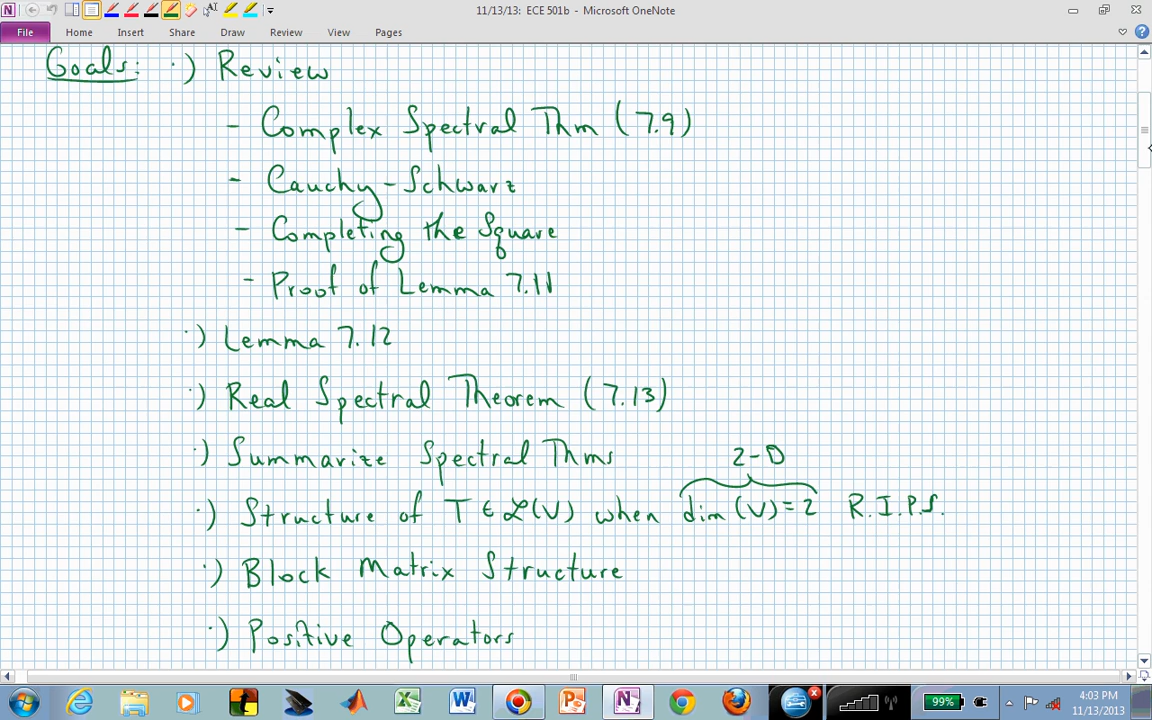 11/13/13: ECE 501b - Microsoft OneNote
File Home Insert Share Draw Review View Pages
Goals: ·) Review
- Complex Spectral Thm (7.9)
- Cauchy-Schwarz
- Completing the Square
- Proof of Lemma 7.11
·) Lemma 7.12
·) Real Spectral Theorem (7.13)
·) Summarize Spectral Thms
2-D
·) Structure of T ∈ ℒ(V) when dim(V)=2 R.I.P.S.
·) Block Matrix Structure
·) Positive Operators
99%
4:03 PM
11/13/2013